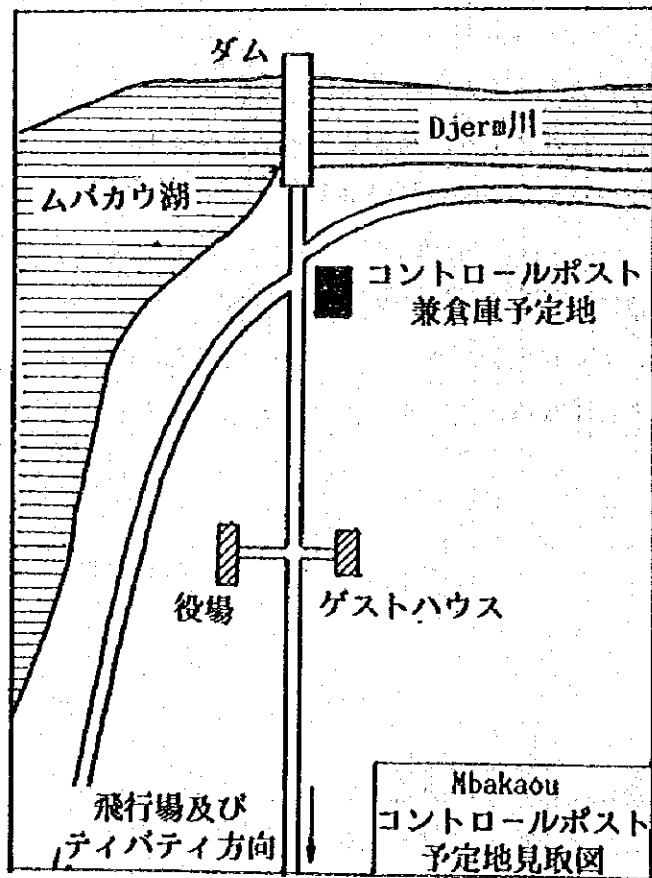 ダム
Djerm川
ムバカウ湖
コントロールポスト
兼倉庫予定地
役場
ゲストハウス
飛行場及び
ティバティ方向
Mbakaou
コントロールポスト
予定地見取図